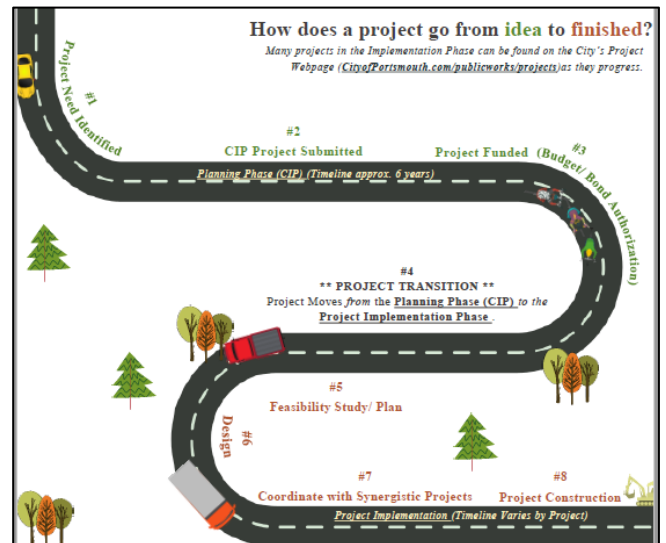 How does a project go from idea to finished?
Many projects in the Implementation Phase can be found on the City's Project
Webpage (CityofPortsmouth.com/publicworks/projects)as they progress.
#1
Project Need Identified
#2
CIP Project Submitted
#3
Project Funded (Budget/ Bond Authorization)
Planning Phase (CIP) (Timeline approx. 6 years)
#4
** PROJECT TRANSITION **
Project Moves from the Planning Phase (CIP) to the
Project Implementation Phase .
#5
Feasibility Study/ Plan
#6
Design
#7
Coordinate with Synergistic Projects
#8
Project Construction
Project Implementation (Timeline Varies by Project)